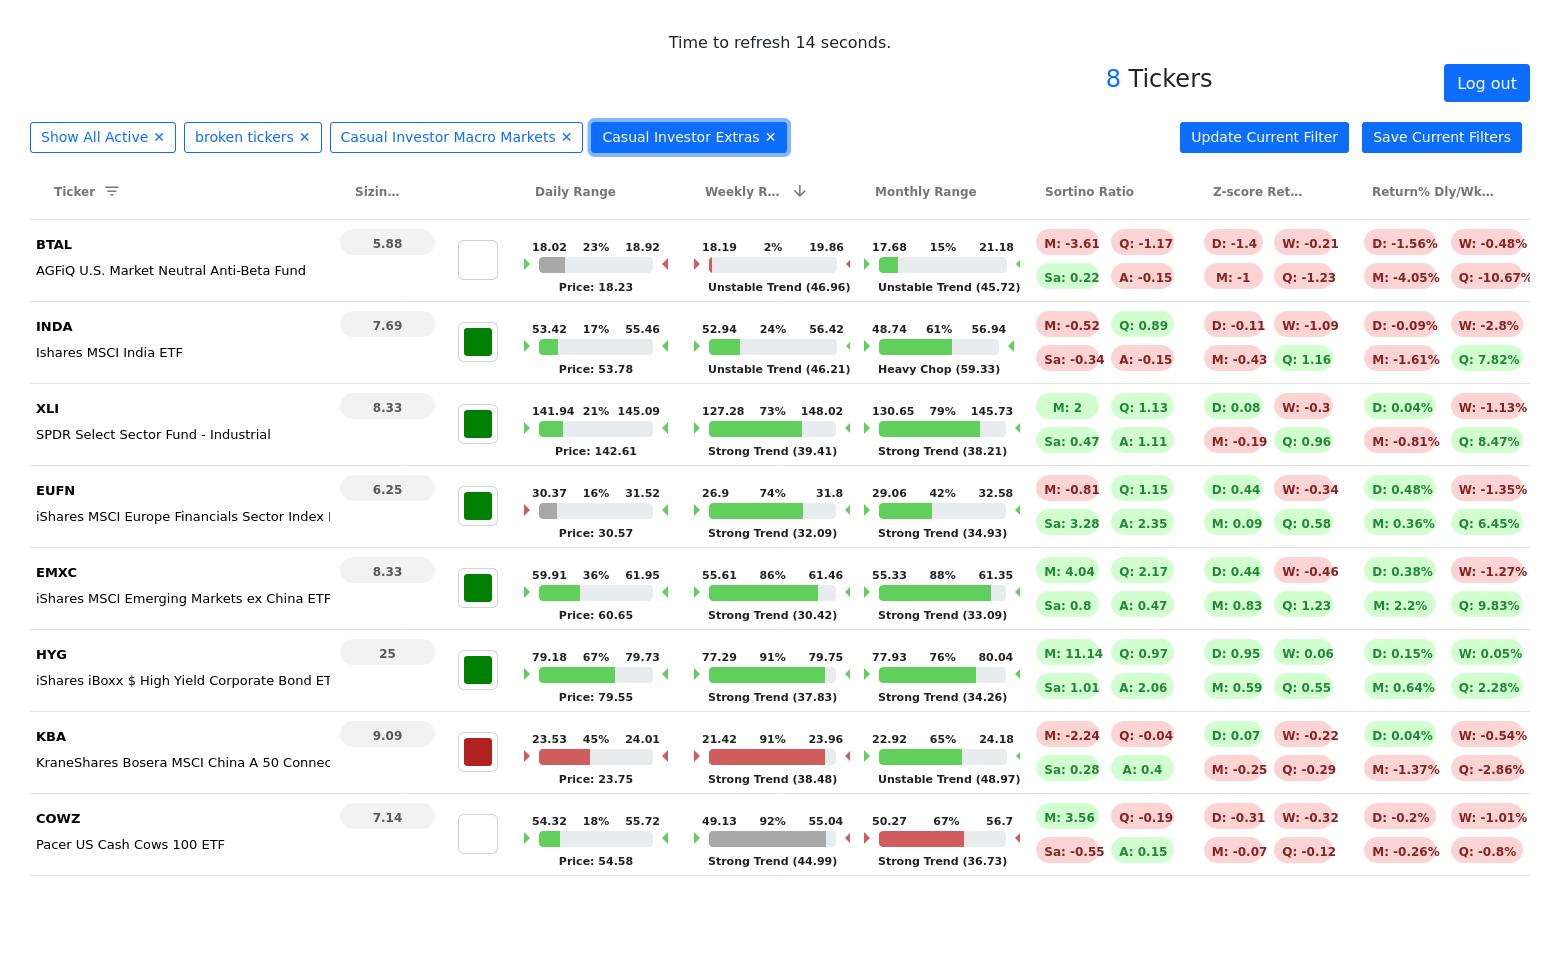 Time to refresh 14 seconds.
8 Tickers
Log out
Show All Active ✕ broken tickers ✕ Casual Investor Macro Markets ✕ Casual Investor Extras ✕ Update Current Filter Save Current Filters
Ticker Sizin... Daily Range Weekly R... Monthly Range Sortino Ratio Z-score Ret... Return% Dly/Wk...
BTAL 5.88 18.02 23% 18.92 18.19 2% 19.86 17.68 15% 21.18 M: -3.61 Q: -1.17 D: -1.4 W: -0.21 D: -1.56% W: -0.48%
AGFiQ U.S. Market Neutral Anti-Beta Fund Price: 18.23 Unstable Trend (46.96) Unstable Trend (45.72) Sa: 0.22 A: -0.15 M: -1 Q: -1.23 M: -4.05% Q: -10.67%
INDA 7.69 53.42 17% 55.46 52.94 24% 56.42 48.74 61% 56.94 M: -0.52 Q: 0.89 D: -0.11 W: -1.09 D: -0.09% W: -2.8%
Ishares MSCI India ETF Price: 53.78 Unstable Trend (46.21) Heavy Chop (59.33) Sa: -0.34 A: -0.15 M: -0.43 Q: 1.16 M: -1.61% Q: 7.82%
XLI 8.33 141.94 21% 145.09 127.28 73% 148.02 130.65 79% 145.73 M: 2 Q: 1.13 D: 0.08 W: -0.3 D: 0.04% W: -1.13%
SPDR Select Sector Fund - Industrial Price: 142.61 Strong Trend (39.41) Strong Trend (38.21) Sa: 0.47 A: 1.11 M: -0.19 Q: 0.96 M: -0.81% Q: 8.47%
EUFN 6.25 30.37 16% 31.52 26.9 74% 31.8 29.06 42% 32.58 M: -0.81 Q: 1.15 D: 0.44 W: -0.34 D: 0.48% W: -1.35%
iShares MSCI Europe Financials Sector Index Price: 30.57 Strong Trend (32.09) Strong Trend (34.93) Sa: 3.28 A: 2.35 M: 0.09 Q: 0.58 M: 0.36% Q: 6.45%
EMXC 8.33 59.91 36% 61.95 55.61 86% 61.46 55.33 88% 61.35 M: 4.04 Q: 2.17 D: 0.44 W: -0.46 D: 0.38% W: -1.27%
iShares MSCI Emerging Markets ex China ETF Price: 60.65 Strong Trend (30.42) Strong Trend (33.09) Sa: 0.8 A: 0.47 M: 0.83 Q: 1.23 M: 2.2% Q: 9.83%
HYG 25 79.18 67% 79.73 77.29 91% 79.75 77.93 76% 80.04 M: 11.14 Q: 0.97 D: 0.95 W: 0.06 D: 0.15% W: 0.05%
iShares iBoxx $ High Yield Corporate Bond ET Price: 79.55 Strong Trend (37.83) Strong Trend (34.26) Sa: 1.01 A: 2.06 M: 0.59 Q: 0.55 M: 0.64% Q: 2.28%
KBA 9.09 23.53 45% 24.01 21.42 91% 23.96 22.92 65% 24.18 M: -2.24 Q: -0.04 D: 0.07 W: -0.22 D: 0.04% W: -0.54%
KraneShares Bosera MSCI China A 50 Connec Price: 23.75 Strong Trend (38.48) Unstable Trend (48.97) Sa: 0.28 A: 0.4 M: -0.25 Q: -0.29 M: -1.37% Q: -2.86%
COWZ 7.14 54.32 18% 55.72 49.13 92% 55.04 50.27 67% 56.7 M: 3.56 Q: -0.19 D: -0.31 W: -0.32 D: -0.2% W: -1.01%
Pacer US Cash Cows 100 ETF Price: 54.58 Strong Trend (44.99) Strong Trend (36.73) Sa: -0.55 A: 0.15 M: -0.07 Q: -0.12 M: -0.26% Q: -0.8%